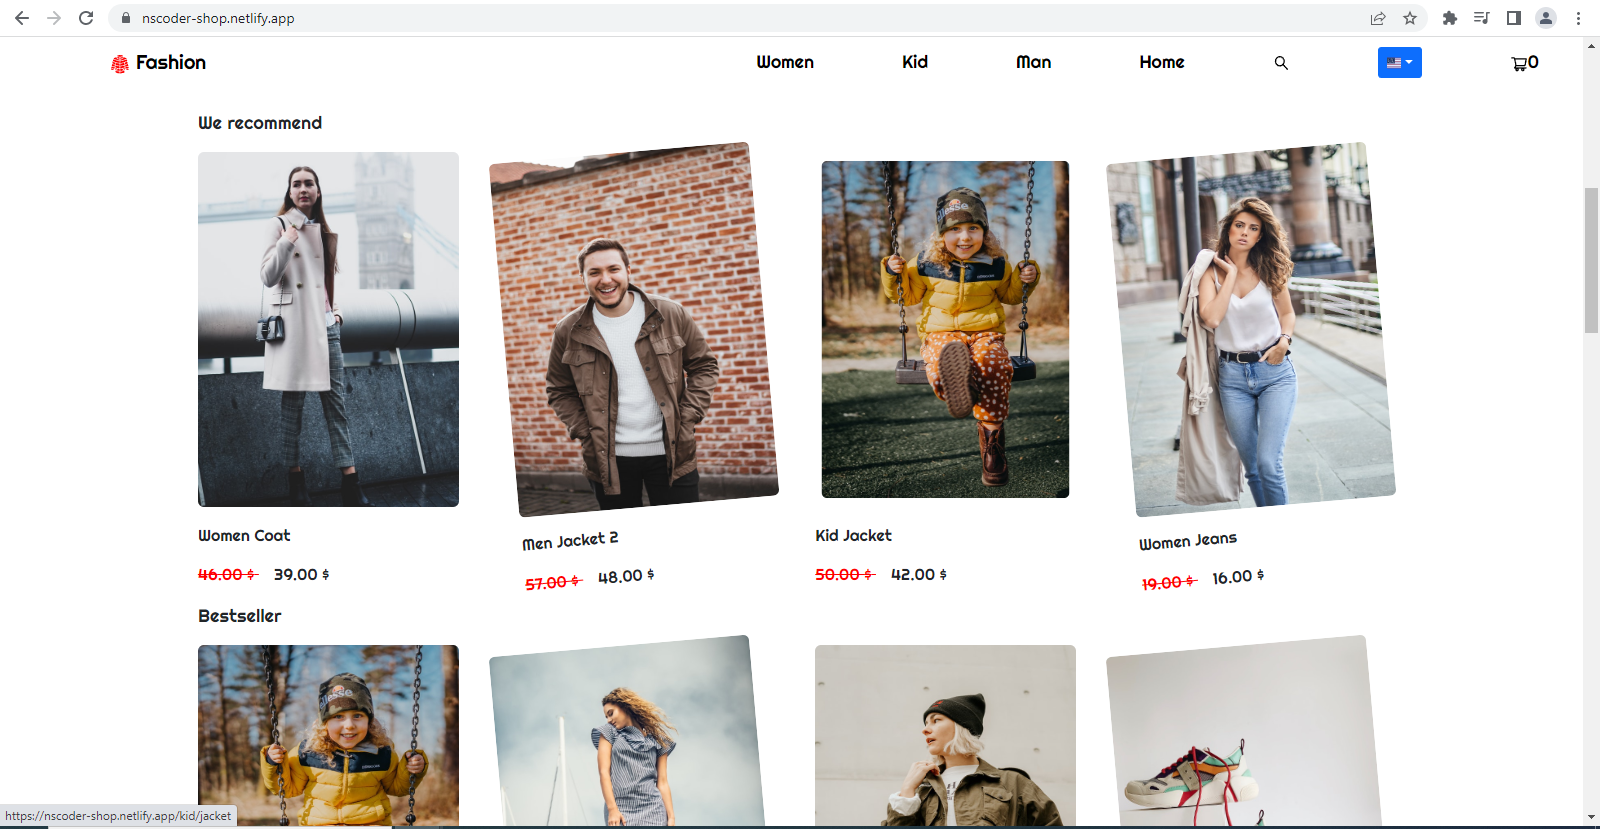 nscoder-shop.netlify.app
Fashion Women Kid Man Home 0
We recommend
ellesse
Women Coat Men Jacket 2 Kid Jacket Women Jeans
46.00 $ 39.00 $ 57.00 $ 48.00 $ 50.00 $ 42.00 $ 19.00 $ 16.00 $
Bestseller
ellesse
https://nscoder-shop.netlify.app/kid/jacket